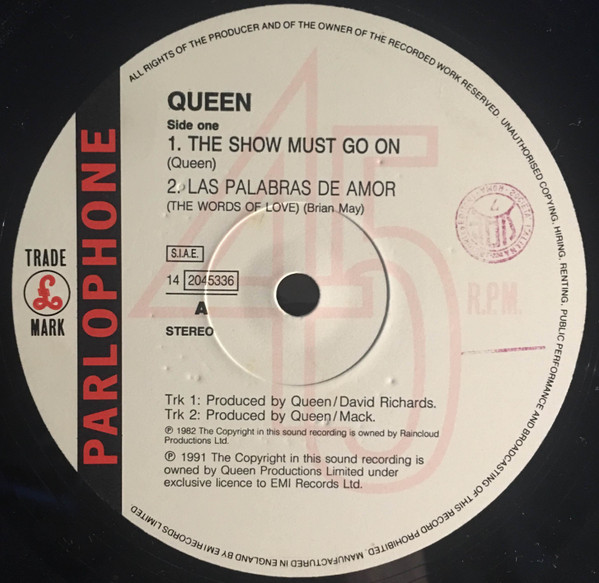 ALL RIGHTS OF THE PRODUCER AND OF THE OWNER OF THE RECORDED WORK RESERVED. UNAUTHORISED COPYING, HIRING, RENTING, PUBLIC PERFORMANCE AND BROADCASTING OF THIS RECORD PROHIBITED. MANUFACTURED IN ENGLAND BY EMI RECORDS LIMITED
PARLOPHONE
TRADE
£
MARK
QUEEN
Side one
1. THE SHOW MUST GO ON
(Queen)
2. LAS PALABRAS DE AMOR
(THE WORDS OF LOVE) (Brian May)
S.I.A.E.
14 2045336
A
STEREO
45
R.P.M.
Trk 1: Produced by Queen/David Richards.
Trk 2: Produced by Queen/Mack.
℗ 1982 The Copyright in this sound recording is owned by Raincloud
Productions Ltd.
℗ 1991 The Copyright in this sound recording is
owned by Queen Productions Limited under
exclusive licence to EMI Records Ltd.